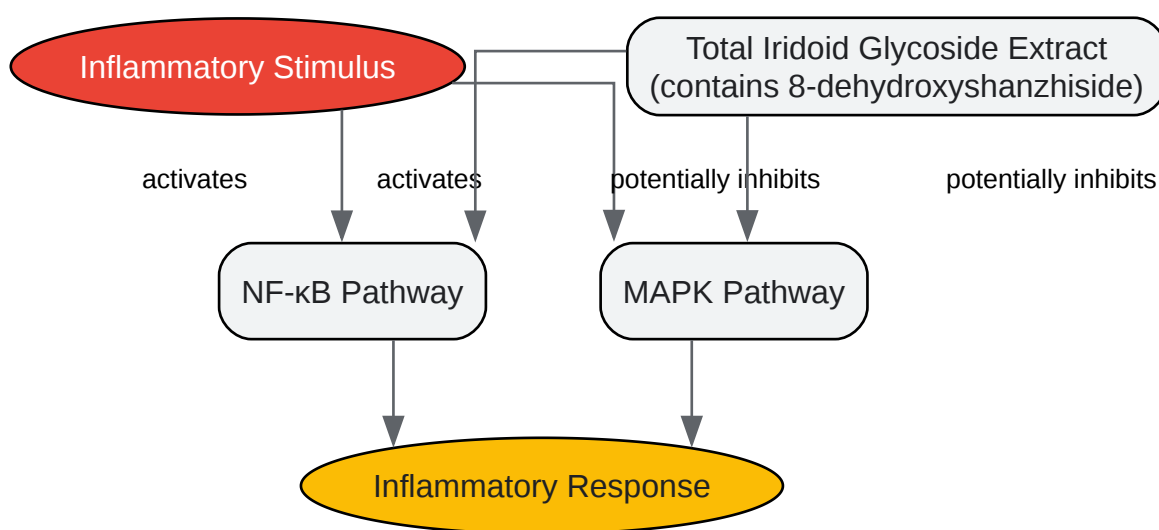 Inflammatory Stimulus
Total Iridoid Glycoside Extract
(contains 8-dehydroxyshanzhiside)
activates
activates
potentially inhibits
potentially inhibits
NF-κB Pathway
MAPK Pathway
Inflammatory Response